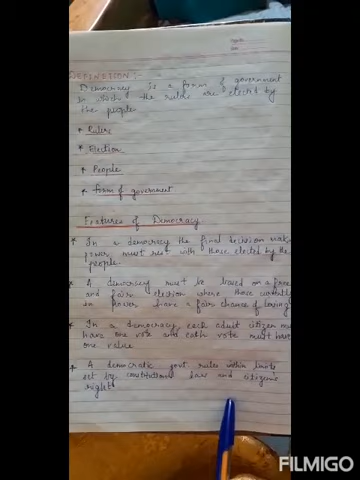 DEFINITION :-
Democracy is a form of government
in which the rulers are elected by
the people
* Rulers
* Election
* People
* form of government
Features of Democracy
* In a democracy the final decision mak
power must rest with those elected by the
people.
* A democracy must be based on a free
and fair election where those currently
in power have a fair chance of losing
* In a democracy each adult citizen mu
have one vote and each vote must have
one value
* A democratic govt rules within limits
set by constitutional law and citizens
right
FILMIGO